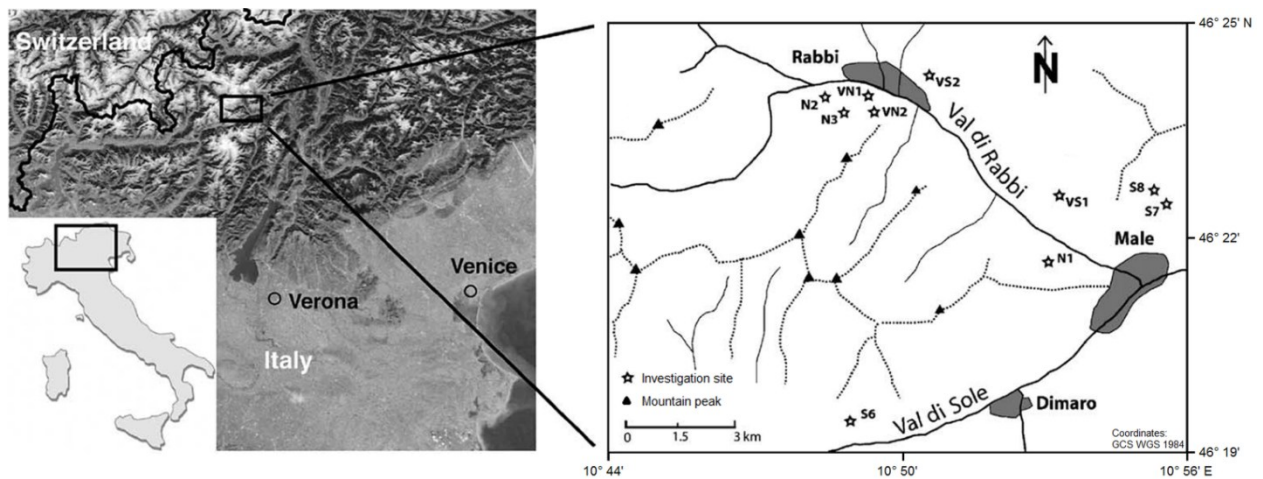 Switzerland
Venice
Verona
Italy
46° 25' N
Rabbi
N
VS2
VN1
N2
N3
VN2
Val di Rabbi
S8
VS1
S7
Male
46° 22'
N1
Investigation site
Mountain peak
S6
Val di Sole
Dimaro
0 1.5 3 km
Coordinates:
GCS WGS 1984
46° 19'
10° 44'
10° 50'
10° 56' E